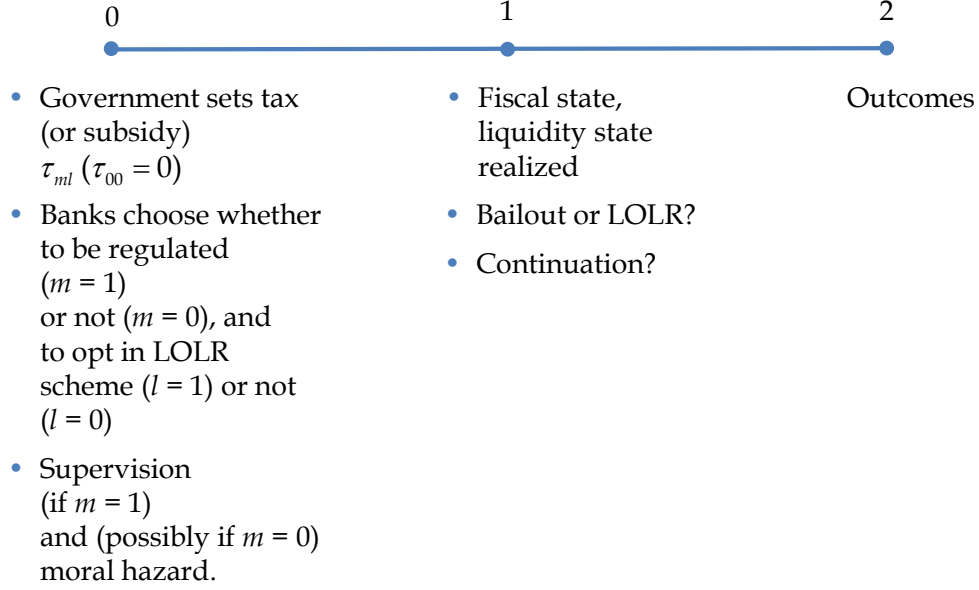 0
1
2
• Government sets tax
(or subsidy)
τₘₗ (τ₀₀ = 0)
• Banks choose whether
to be regulated
(m = 1)
or not (m = 0), and
to opt in LOLR
scheme (l = 1) or not
(l = 0)
• Supervision
(if m = 1)
and (possibly if m = 0)
moral hazard.
• Fiscal state,
liquidity state
realized
• Bailout or LOLR?
• Continuation?
Outcomes